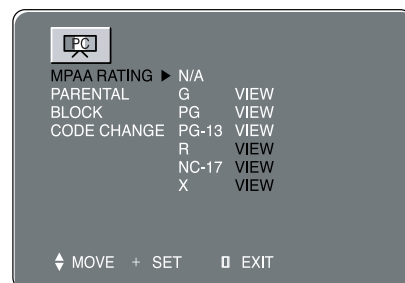 PC
MPAA RATING ▶ N/A
PARENTAL G VIEW
BLOCK PG VIEW
CODE CHANGE PG-13 VIEW
R VIEW
NC-17 VIEW
X VIEW
MOVE + SET EXIT